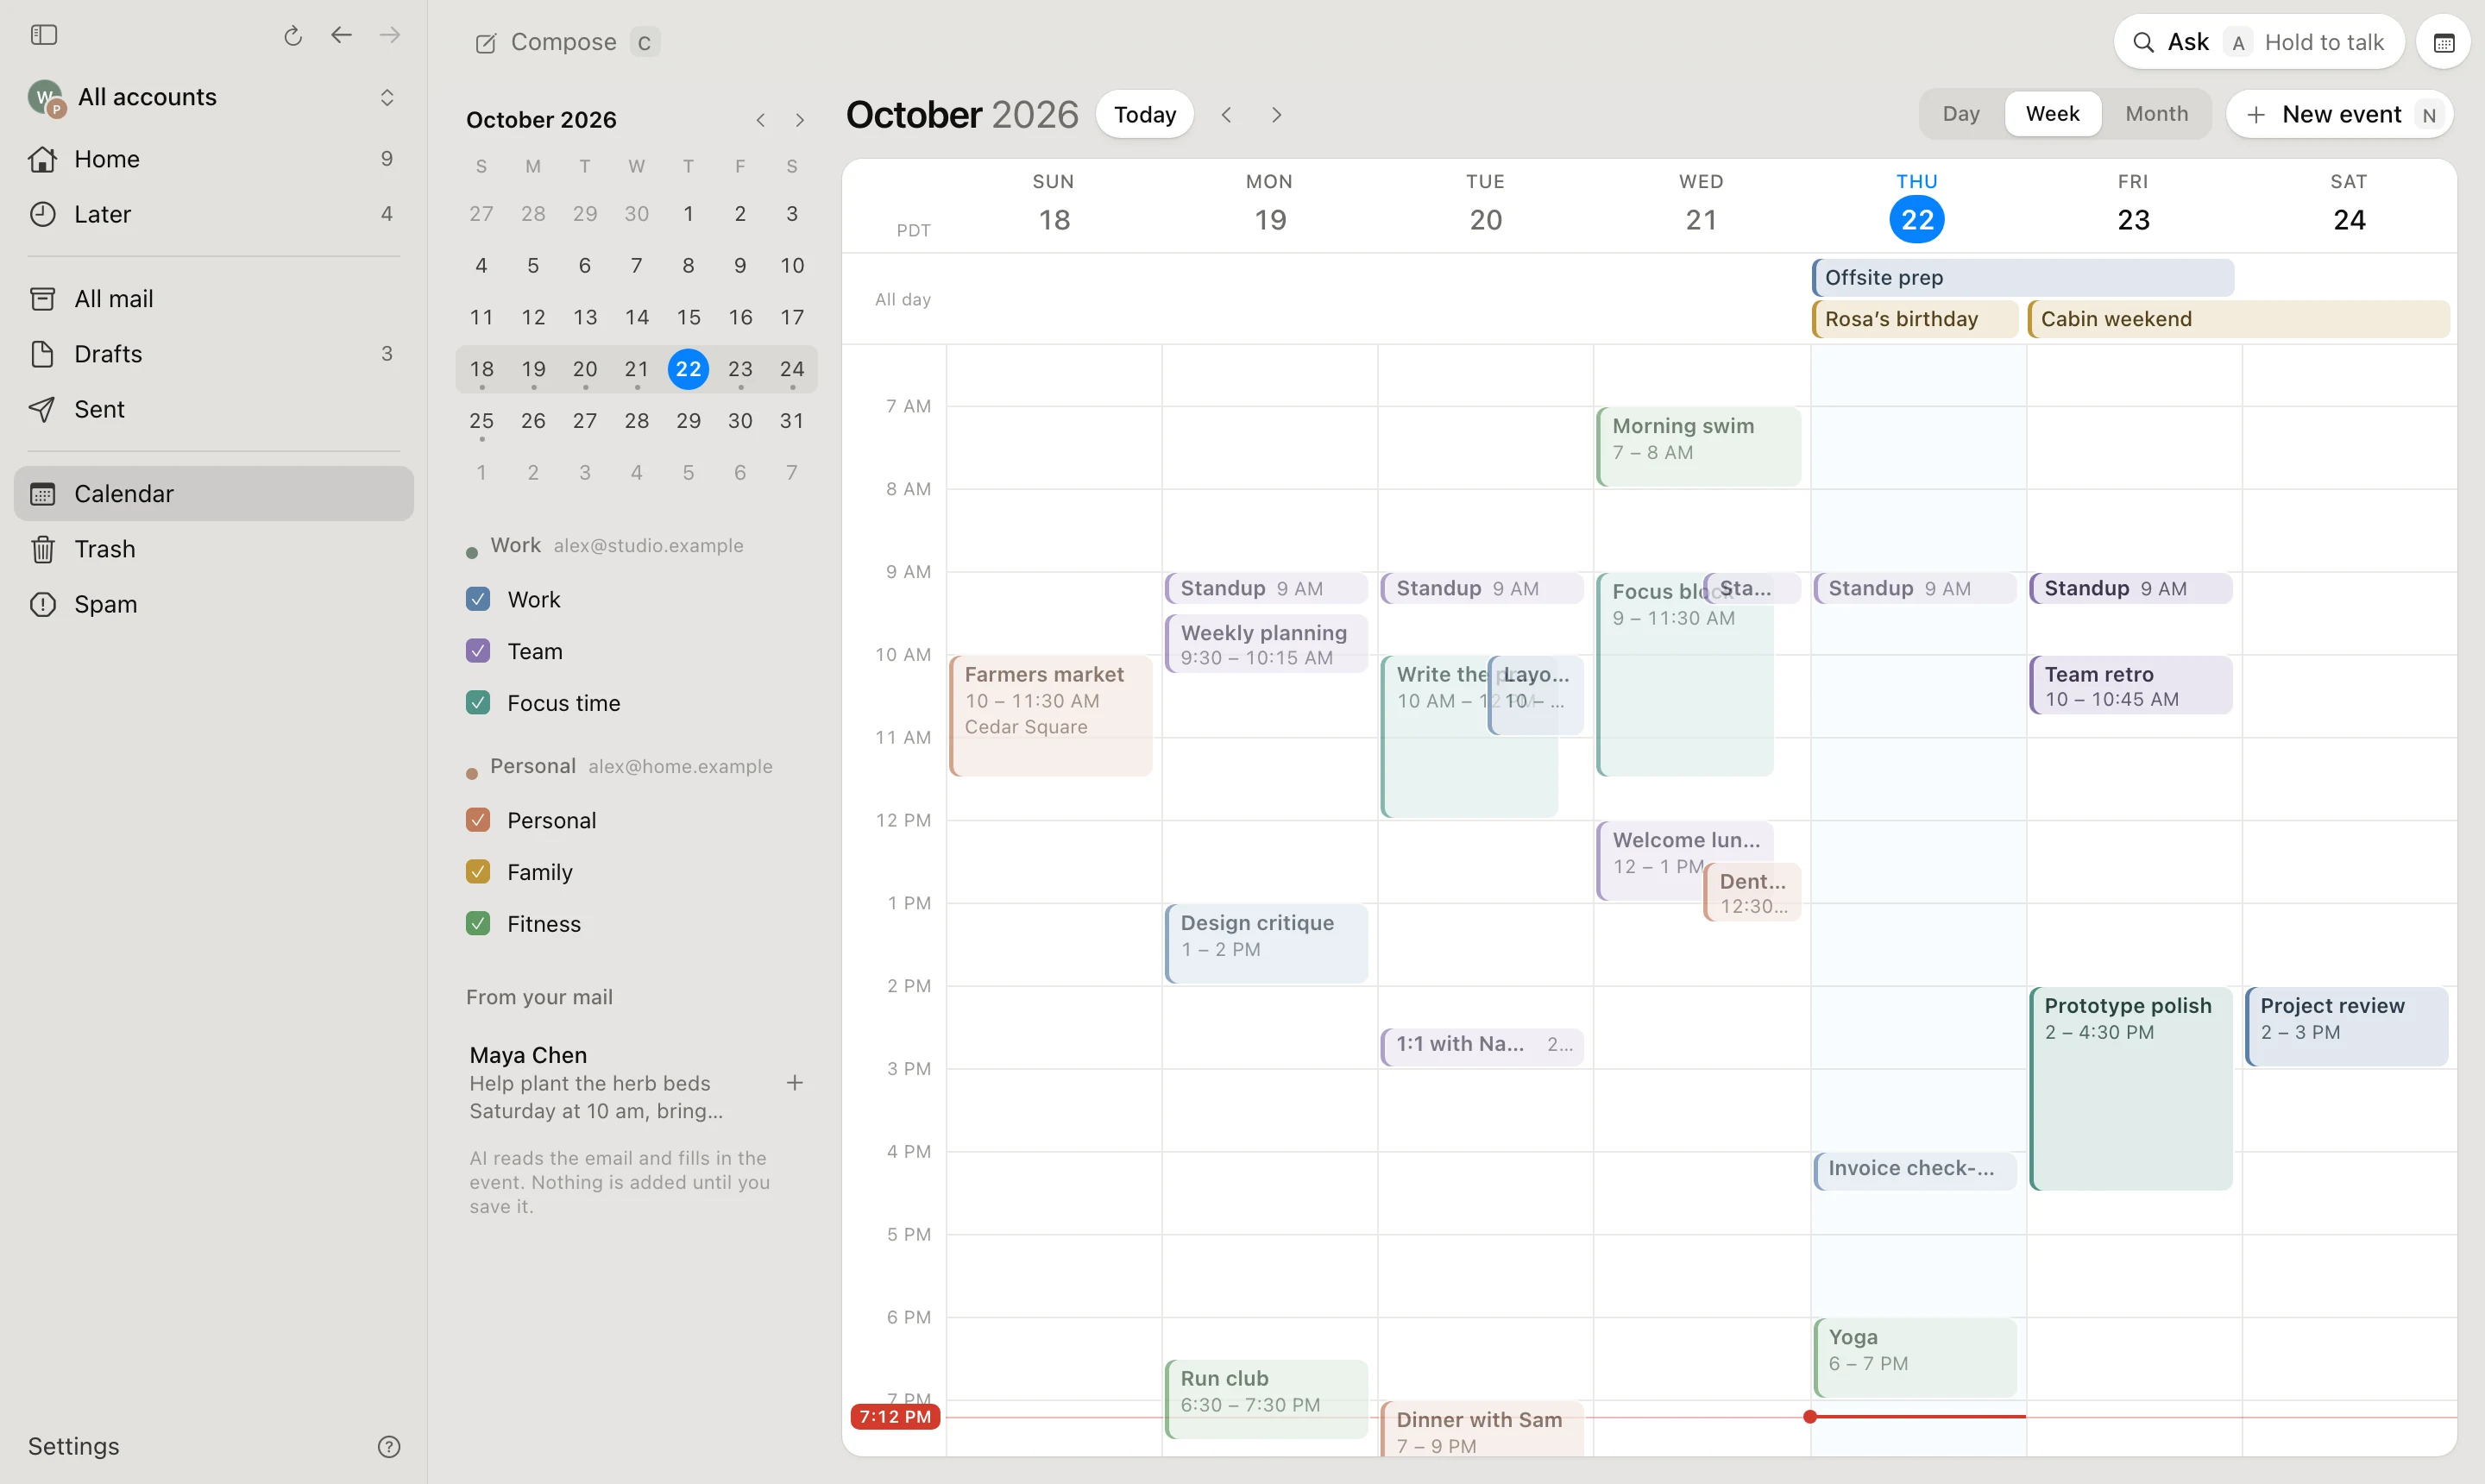 All accounts
W
P
Home 9
Later 4
All mail
Drafts 3
Sent
Calendar
Trash
Spam
Settings
?
Compose C
October 2026
S M T W T F S
27 28 29 30 1 2 3
4 5 6 7 8 9 10
11 12 13 14 15 16 17
18 19 20 21 22 23 24
25 26 27 28 29 30 31
1 2 3 4 5 6 7
Work alex@studio.example
Work
Team
Focus time
Personal alex@home.example
Personal
Family
Fitness
From your mail
Maya Chen
Help plant the herb beds
Saturday at 10 am, bring...
AI reads the email and fills in the
event. Nothing is added until you
save it.
Ask A Hold to talk
October 2026 Today
Day Week Month
New event N
PDT
SUN 18
MON 19
TUE 20
WED 21
THU 22
FRI 23
SAT 24
All day
Offsite prep
Rosa's birthday
Cabin weekend
7 AM
8 AM
9 AM
10 AM
11 AM
12 PM
1 PM
2 PM
3 PM
4 PM
5 PM
6 PM
7 PM
7:12 PM
Farmers market
10 – 11:30 AM
Cedar Square
Standup 9 AM
Weekly planning
9:30 – 10:15 AM
Design critique
1 – 2 PM
Run club
6:30 – 7:30 PM
Standup 9 AM
Write the
10 AM – 12 PM
Layo...
10 – ...
1:1 with Na... 2...
Dinner with Sam
7 – 9 PM
Morning swim
7 – 8 AM
Focus block
9 – 11:30 AM
Sta...
Welcome lun...
12 – 1 PM
Dent...
12:30...
Standup 9 AM
Invoice check-...
Yoga
6 – 7 PM
Standup 9 AM
Team retro
10 – 10:45 AM
Prototype polish
2 – 4:30 PM
Project review
2 – 3 PM